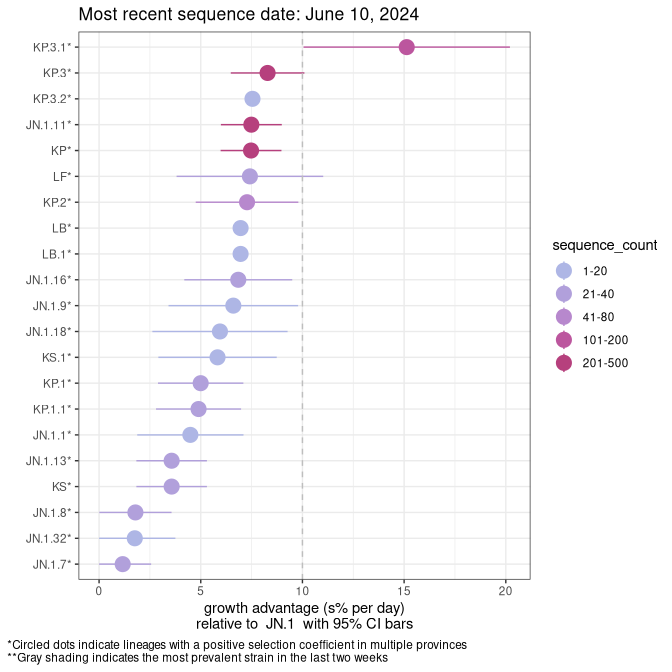 Most recent sequence date: June 10, 2024
KP.3.1*
KP.3*
KP.3.2*
JN.1.11*
KP*
LF*
KP.2*
LB*
LB.1*
JN.1.16*
JN.1.9*
JN.1.18*
KS.1*
KP.1*
KP.1.1*
JN.1.1*
JN.1.13*
KS*
JN.1.8*
JN.1.32*
JN.1.7*
0 5 10 15 20
growth advantage (s% per day)
relative to JN.1 with 95% CI bars
sequence_count
1-20
21-40
41-80
101-200
201-500
*Circled dots indicate lineages with a positive selection coefficient in multiple provinces
**Gray shading indicates the most prevalent strain in the last two weeks